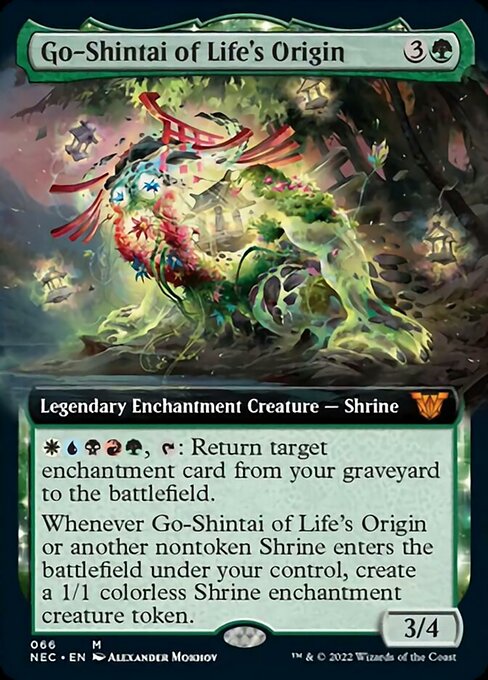 Go-Shintai of Life's Origin 3
Legendary Enchantment Creature — Shrine
, : Return target
enchantment card from your graveyard
to the battlefield.
Whenever Go-Shintai of Life's Origin
or another nontoken Shrine enters the
battlefield under your control, create
a 1/1 colorless Shrine enchantment
creature token.
3/4
066 M
NEC • EN Alexander Mokhov
™ & © 2022 Wizards of the Coast